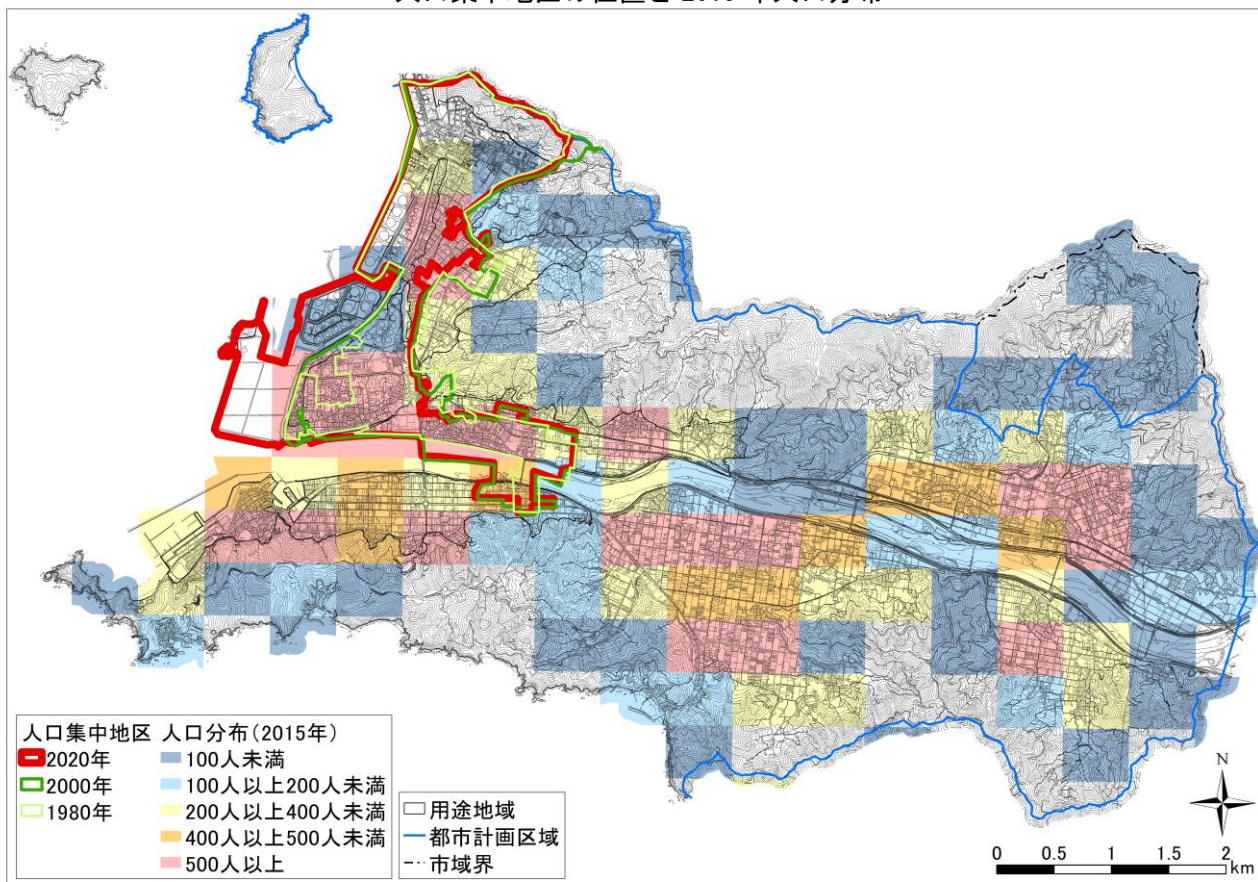 人口集中地区 人口分布(2015年)
2020年
2000年
1980年
100人未満
100人以上200人未満
200人以上400人未満
400人以上500人未満
500人以上
用途地域
都市計画区域
市域界
N
0 0.5 1 1.5 2
km